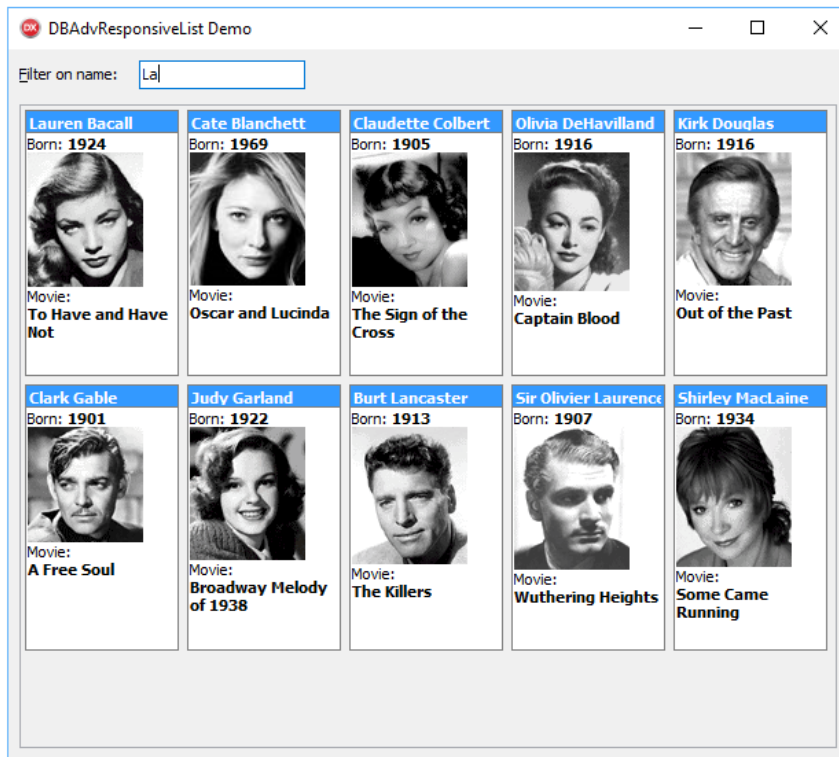 DBAdvResponsiveList Demo
Filter on name: La
Lauren Bacall
Born: 1924
Movie:
To Have and Have
Not
Cate Blanchett
Born: 1969
Movie:
Oscar and Lucinda
Claudette Colbert
Born: 1905
Movie:
The Sign of the
Cross
Olivia DeHavilland
Born: 1916
Movie:
Captain Blood
Kirk Douglas
Born: 1916
Movie:
Out of the Past
Clark Gable
Born: 1901
Movie:
A Free Soul
Judy Garland
Born: 1922
Movie:
Broadway Melody
of 1938
Burt Lancaster
Born: 1913
Movie:
The Killers
Sir Olivier Laurence
Born: 1907
Movie:
Wuthering Heights
Shirley MacLaine
Born: 1934
Movie:
Some Came
Running